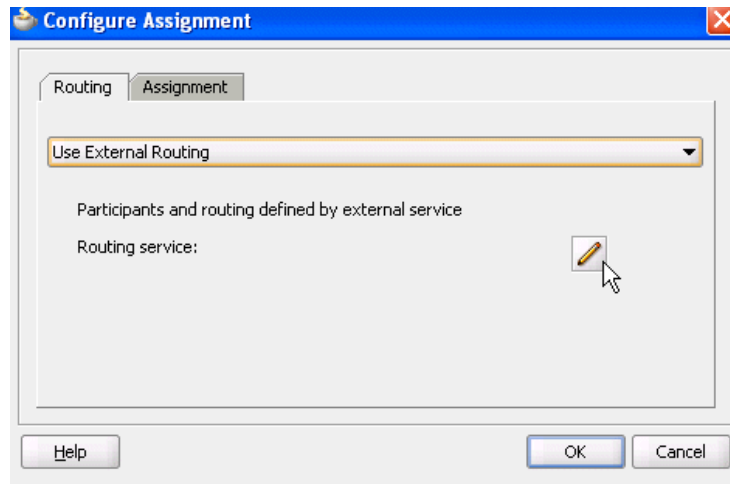 Configure Assignment
Routing
Assignment
Use External Routing
Participants and routing defined by external service
Routing service:
Help
OK
Cancel